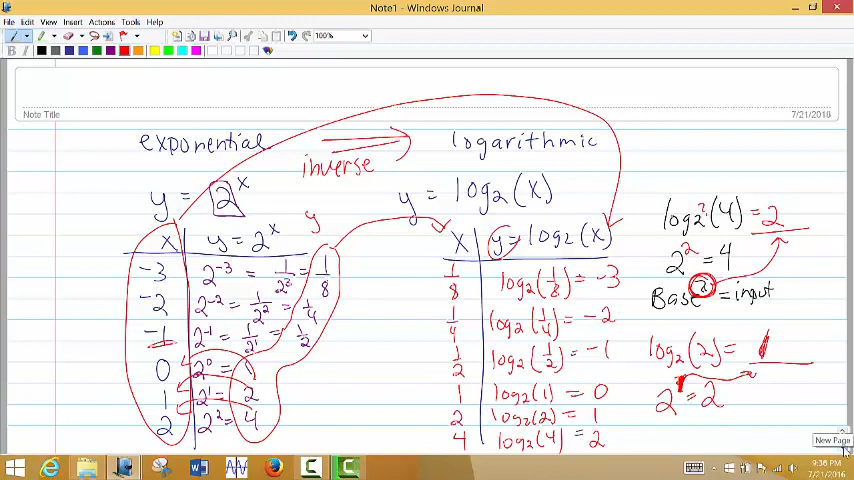 Note1 - Windows Journal
File Edit View Insert Actions Tools Help
100%
B I
Note Title
7/21/2016
exponential
inverse
logarithmic
y = 2^x
y
y = log₂(x)
x y = 2^x
-3 2^-3 = 1/2^3 = 1/8
-2 2^-2 = 1/2^2 = 1/4
-1 2^-1 = 1/2^1 = 1/2
0 2^0 = 1
1 2^1 = 2
2 2^2 = 4
x y = log₂(x)
1/8 log₂(1/8) = -3
1/4 log₂(1/4) = -2
1/2 log₂(1/2) = -1
1 log₂(1) = 0
2 log₂(2) = 1
4 log₂(4) = 2
log₂^?(4) = 2
2^2 = 4
Base^? = input
log₂(2) = 1
2^1 = 2
New Page
9:36 PM
7/21/2016